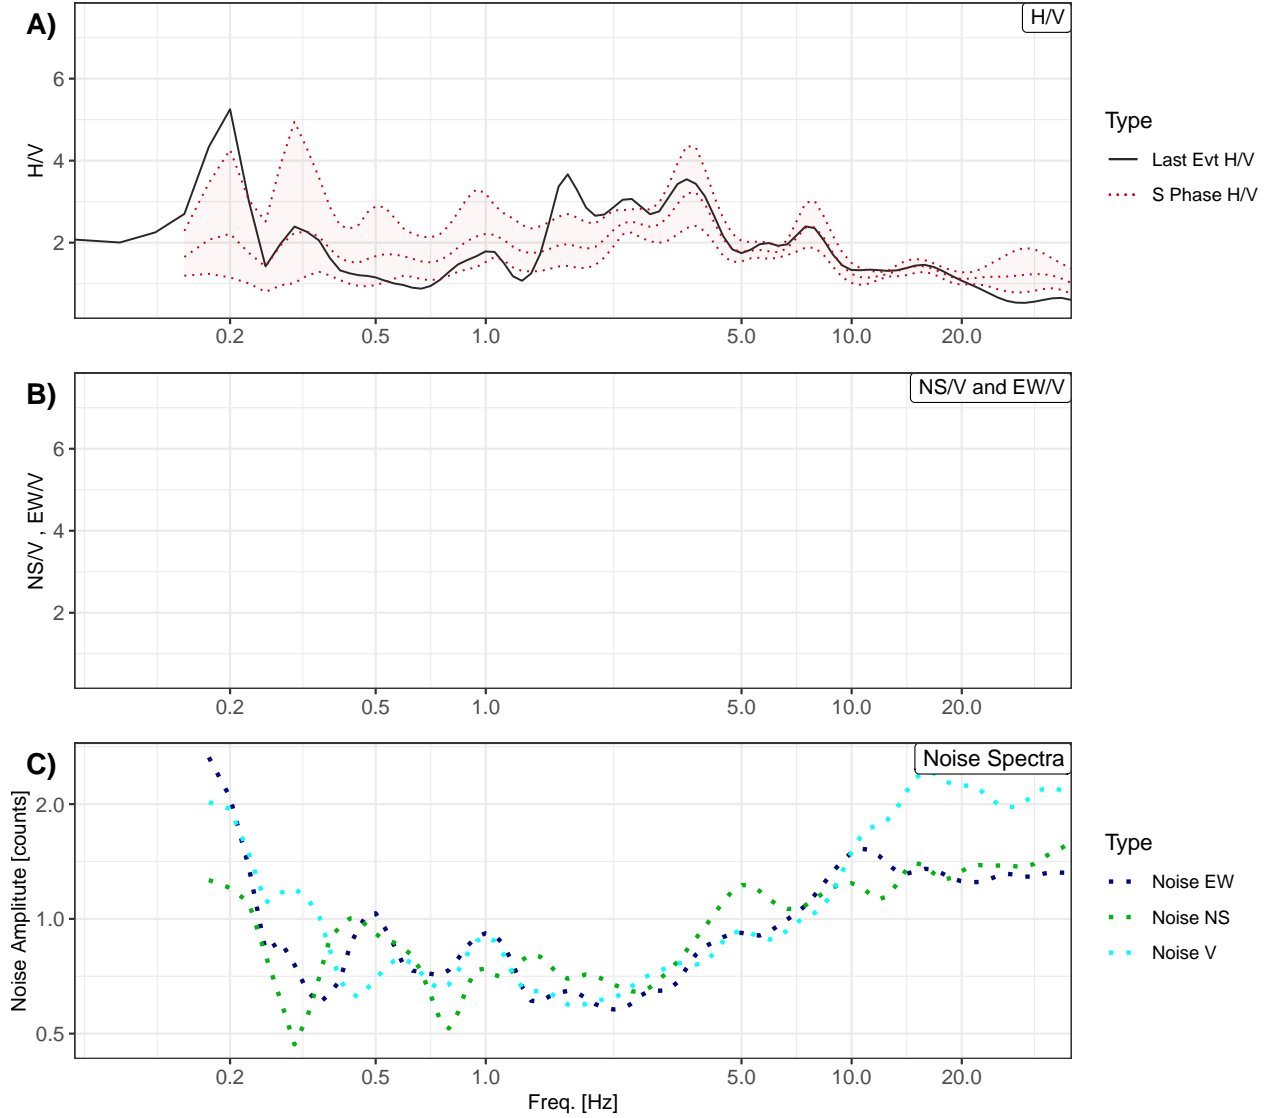 A)
H/V
6
4
2
H/V
0.2 0.5 1.0 5.0 10.0 20.0
Type
Last Evt H/V
S Phase H/V
B)
NS/V and EW/V
6
4
2
NS/V , EW/V
0.2 0.5 1.0 5.0 10.0 20.0
C)
Noise Spectra
2.0
1.0
0.5
Noise Amplitude [counts]
0.2 0.5 1.0 5.0 10.0 20.0
Freq. [Hz]
Type
Noise EW
Noise NS
Noise V